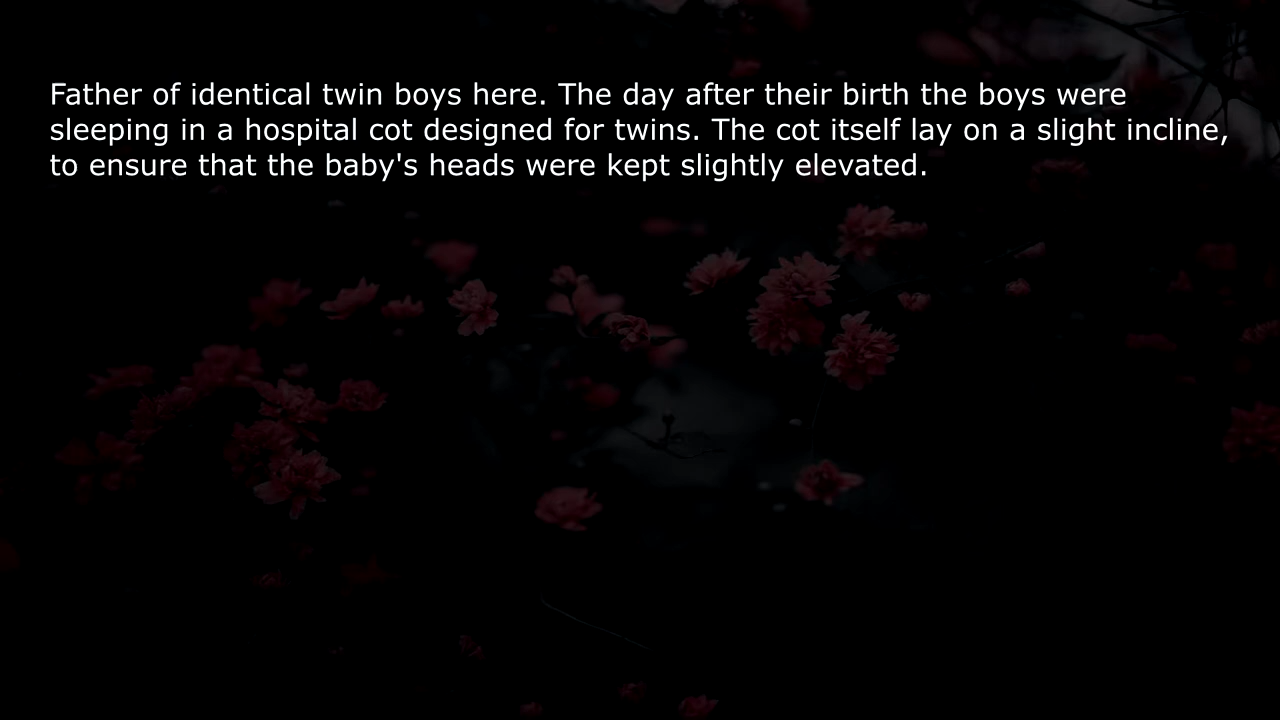 Father of identical twin boys here. The day after their birth the boys were
sleeping in a hospital cot designed for twins. The cot itself lay on a slight incline,
to ensure that the baby's heads were kept slightly elevated.